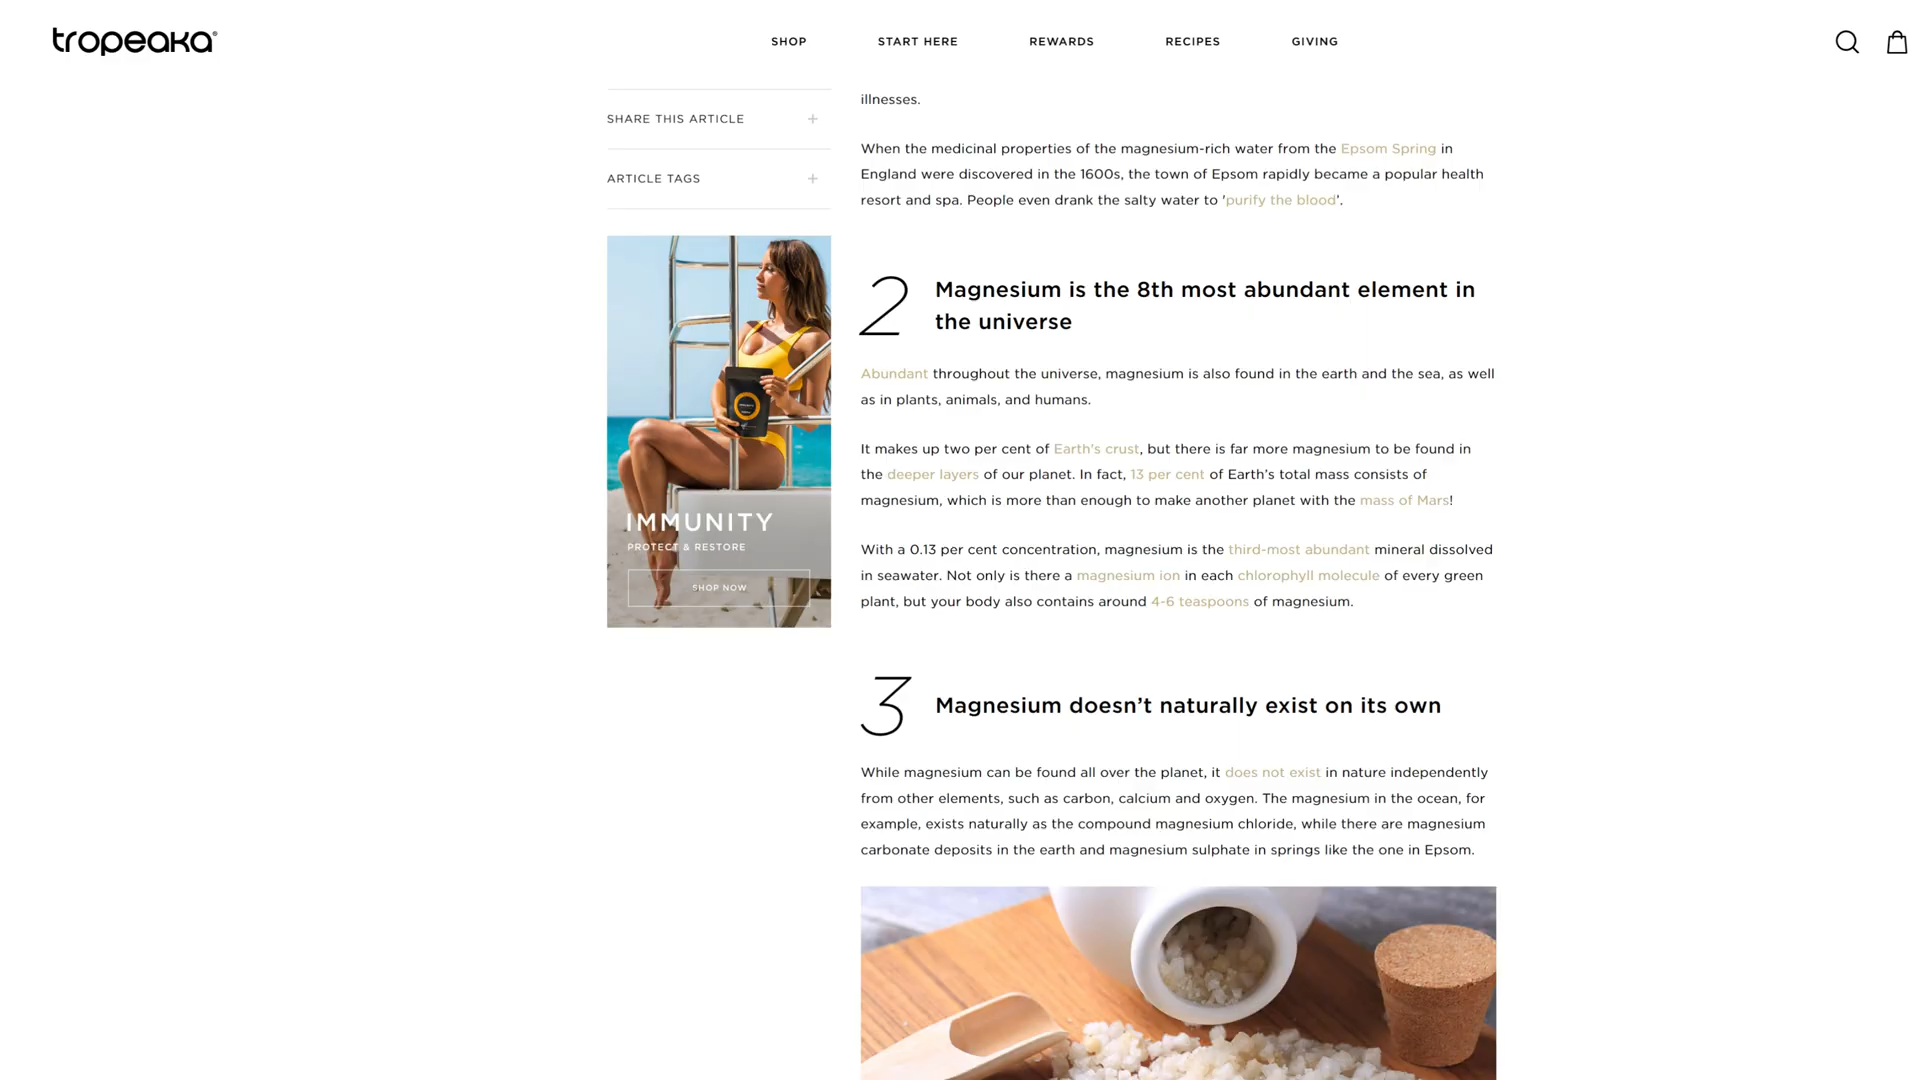 tropeaka
SHOP
START HERE
REWARDS
RECIPES
GIVING
SHARE THIS ARTICLE +
ARTICLE TAGS +
IMMUNITY
PROTECT & RESTORE
SHOP NOW
illnesses.
When the medicinal properties of the magnesium-rich water from the Epsom Spring in
England were discovered in the 1600s, the town of Epsom rapidly became a popular health
resort and spa. People even drank the salty water to 'purify the blood'.
2 Magnesium is the 8th most abundant element in
the universe
Abundant throughout the universe, magnesium is also found in the earth and the sea, as well
as in plants, animals, and humans.
It makes up two per cent of Earth's crust, but there is far more magnesium to be found in
the deeper layers of our planet. In fact, 13 per cent of Earth's total mass consists of
magnesium, which is more than enough to make another planet with the mass of Mars!
With a 0.13 per cent concentration, magnesium is the third-most abundant mineral dissolved
in seawater. Not only is there a magnesium ion in each chlorophyll molecule of every green
plant, but your body also contains around 4-6 teaspoons of magnesium.
3 Magnesium doesn't naturally exist on its own
While magnesium can be found all over the planet, it does not exist in nature independently
from other elements, such as carbon, calcium and oxygen. The magnesium in the ocean, for
example, exists naturally as the compound magnesium chloride, while there are magnesium
carbonate deposits in the earth and magnesium sulphate in springs like the one in Epsom.